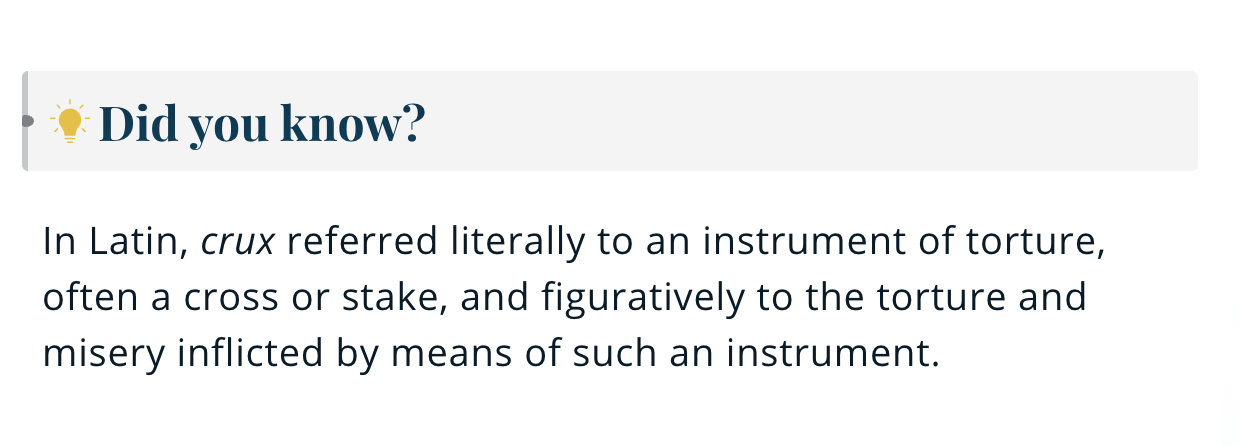 Did you know?
In Latin, crux referred literally to an instrument of torture,
often a cross or stake, and figuratively to the torture and
misery inflicted by means of such an instrument.